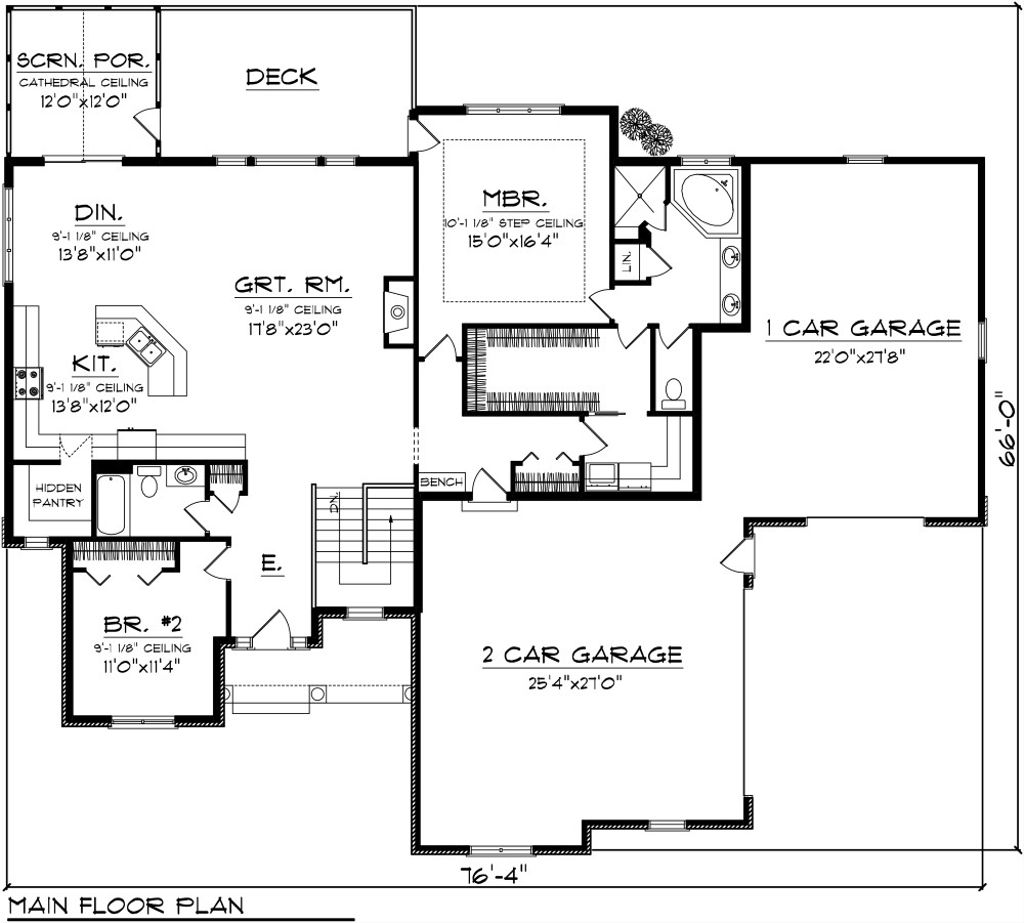 SCRN. POR.
CATHEDRAL CEILING
12'0"x12'0"
DECK
MBR.
10'-1 1/8" STEP CEILING
15'0"x16'4"
DIN.
9'-1 1/8" CEILING
13'8"x11'0"
LIN.
GRT. RM.
9'-1 1/8" CEILING
17'8"x23'0"
1 CAR GARAGE
22'0"x27'8"
KIT.
9'-1 1/8" CEILING
13'8"x12'0"
66'-0"
HIDDEN
PANTRY
BENCH
DN.
E.
BR. #2
9'-1 1/8" CEILING
11'0"x11'4"
2 CAR GARAGE
25'4"x27'0"
76'-4"
MAIN FLOOR PLAN